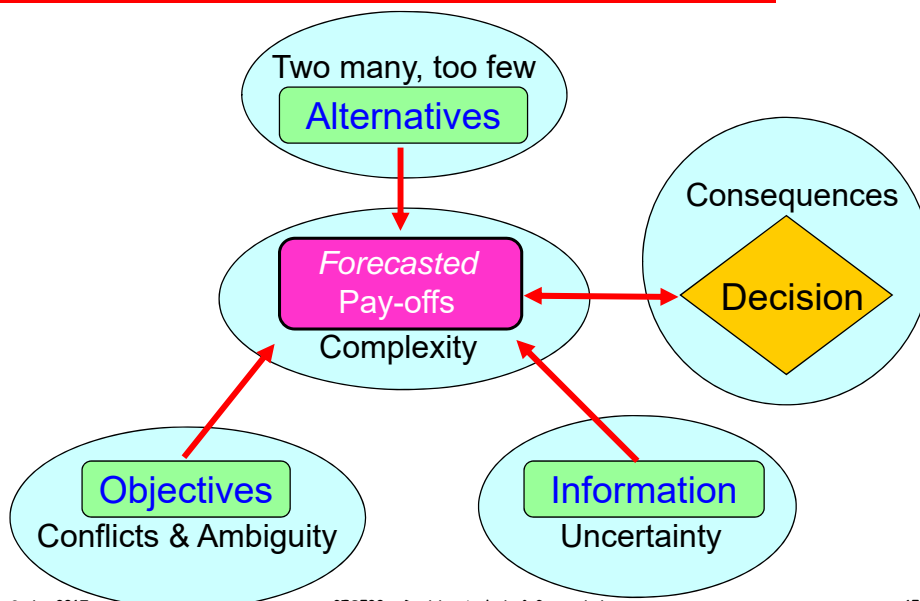 Two many, too few
Alternatives
Consequences
Forecasted
Pay-offs
Decision
Complexity
Objectives
Information
Conflicts & Ambiguity
Uncertainty